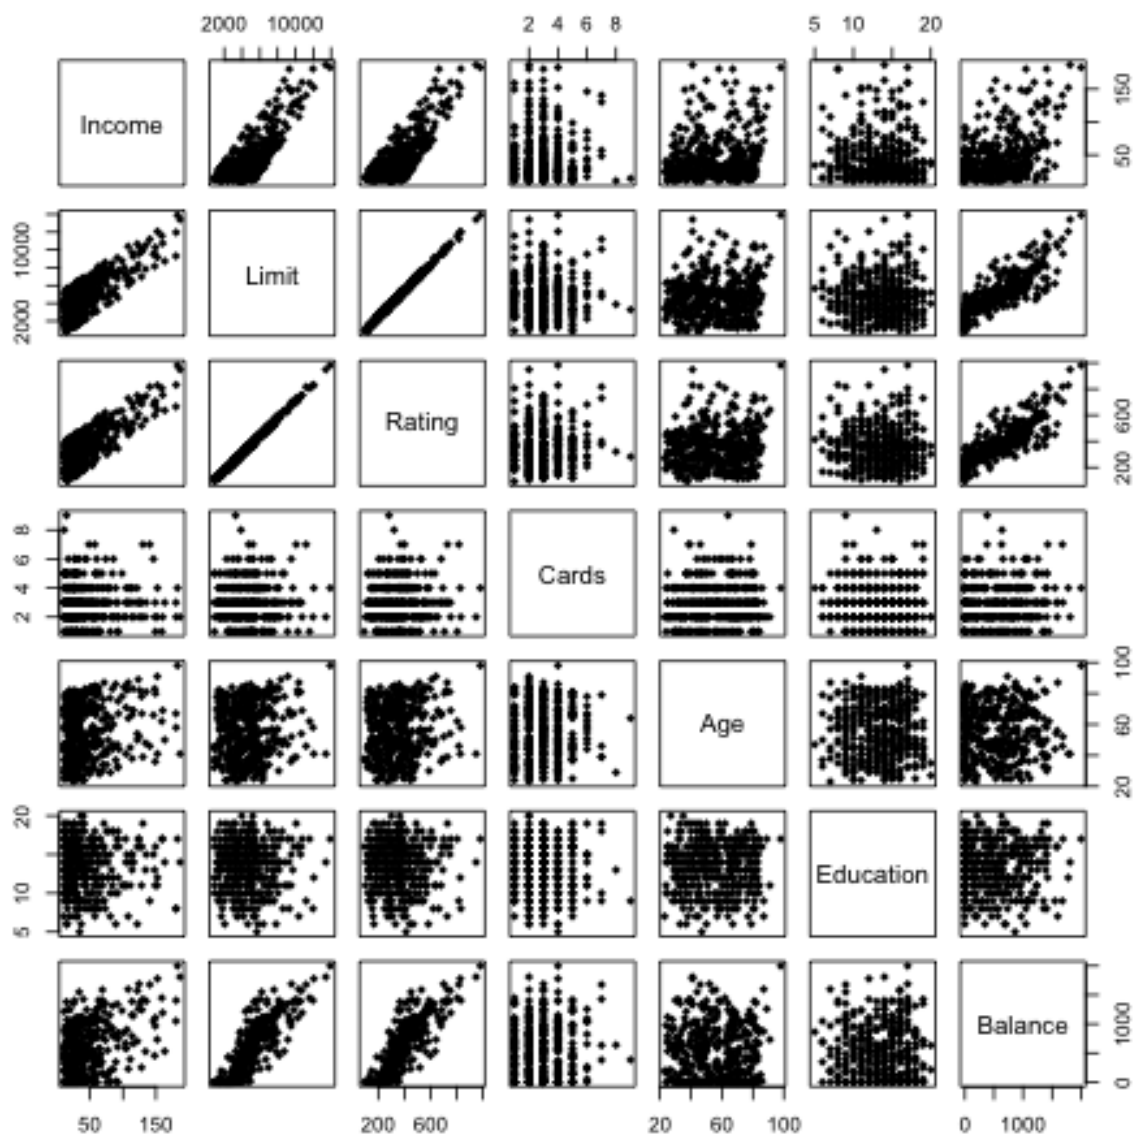 2000 10000 2 4 6 8 5 10 20
Income 50 150
2000 10000 Limit
Rating 200 600
2 4 6 8 Cards
Age 20 60 100
5 10 20 Education
Balance 0 1000
50 150 200 600 20 60 100 0 1000